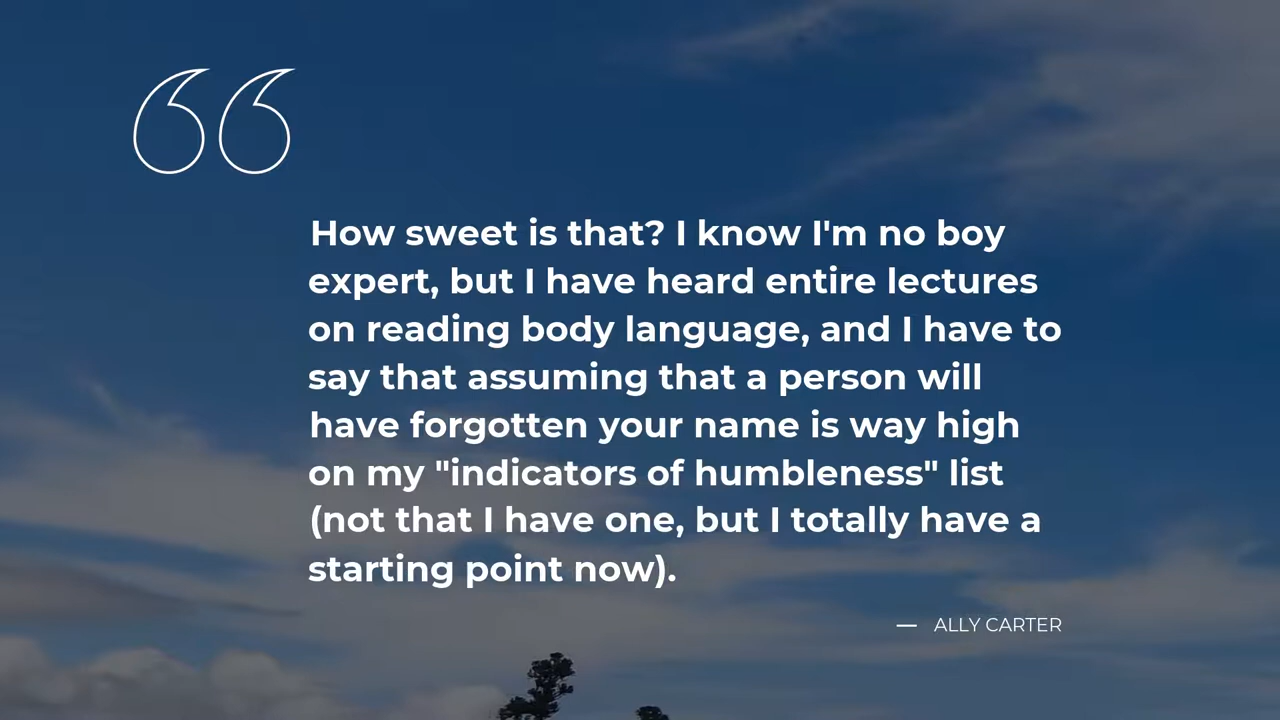 “
How sweet is that? I know I'm no boy
expert, but I have heard entire lectures
on reading body language, and I have to
say that assuming that a person will
have forgotten your name is way high
on my "indicators of humbleness" list
(not that I have one, but I totally have a
starting point now).
— ALLY CARTER